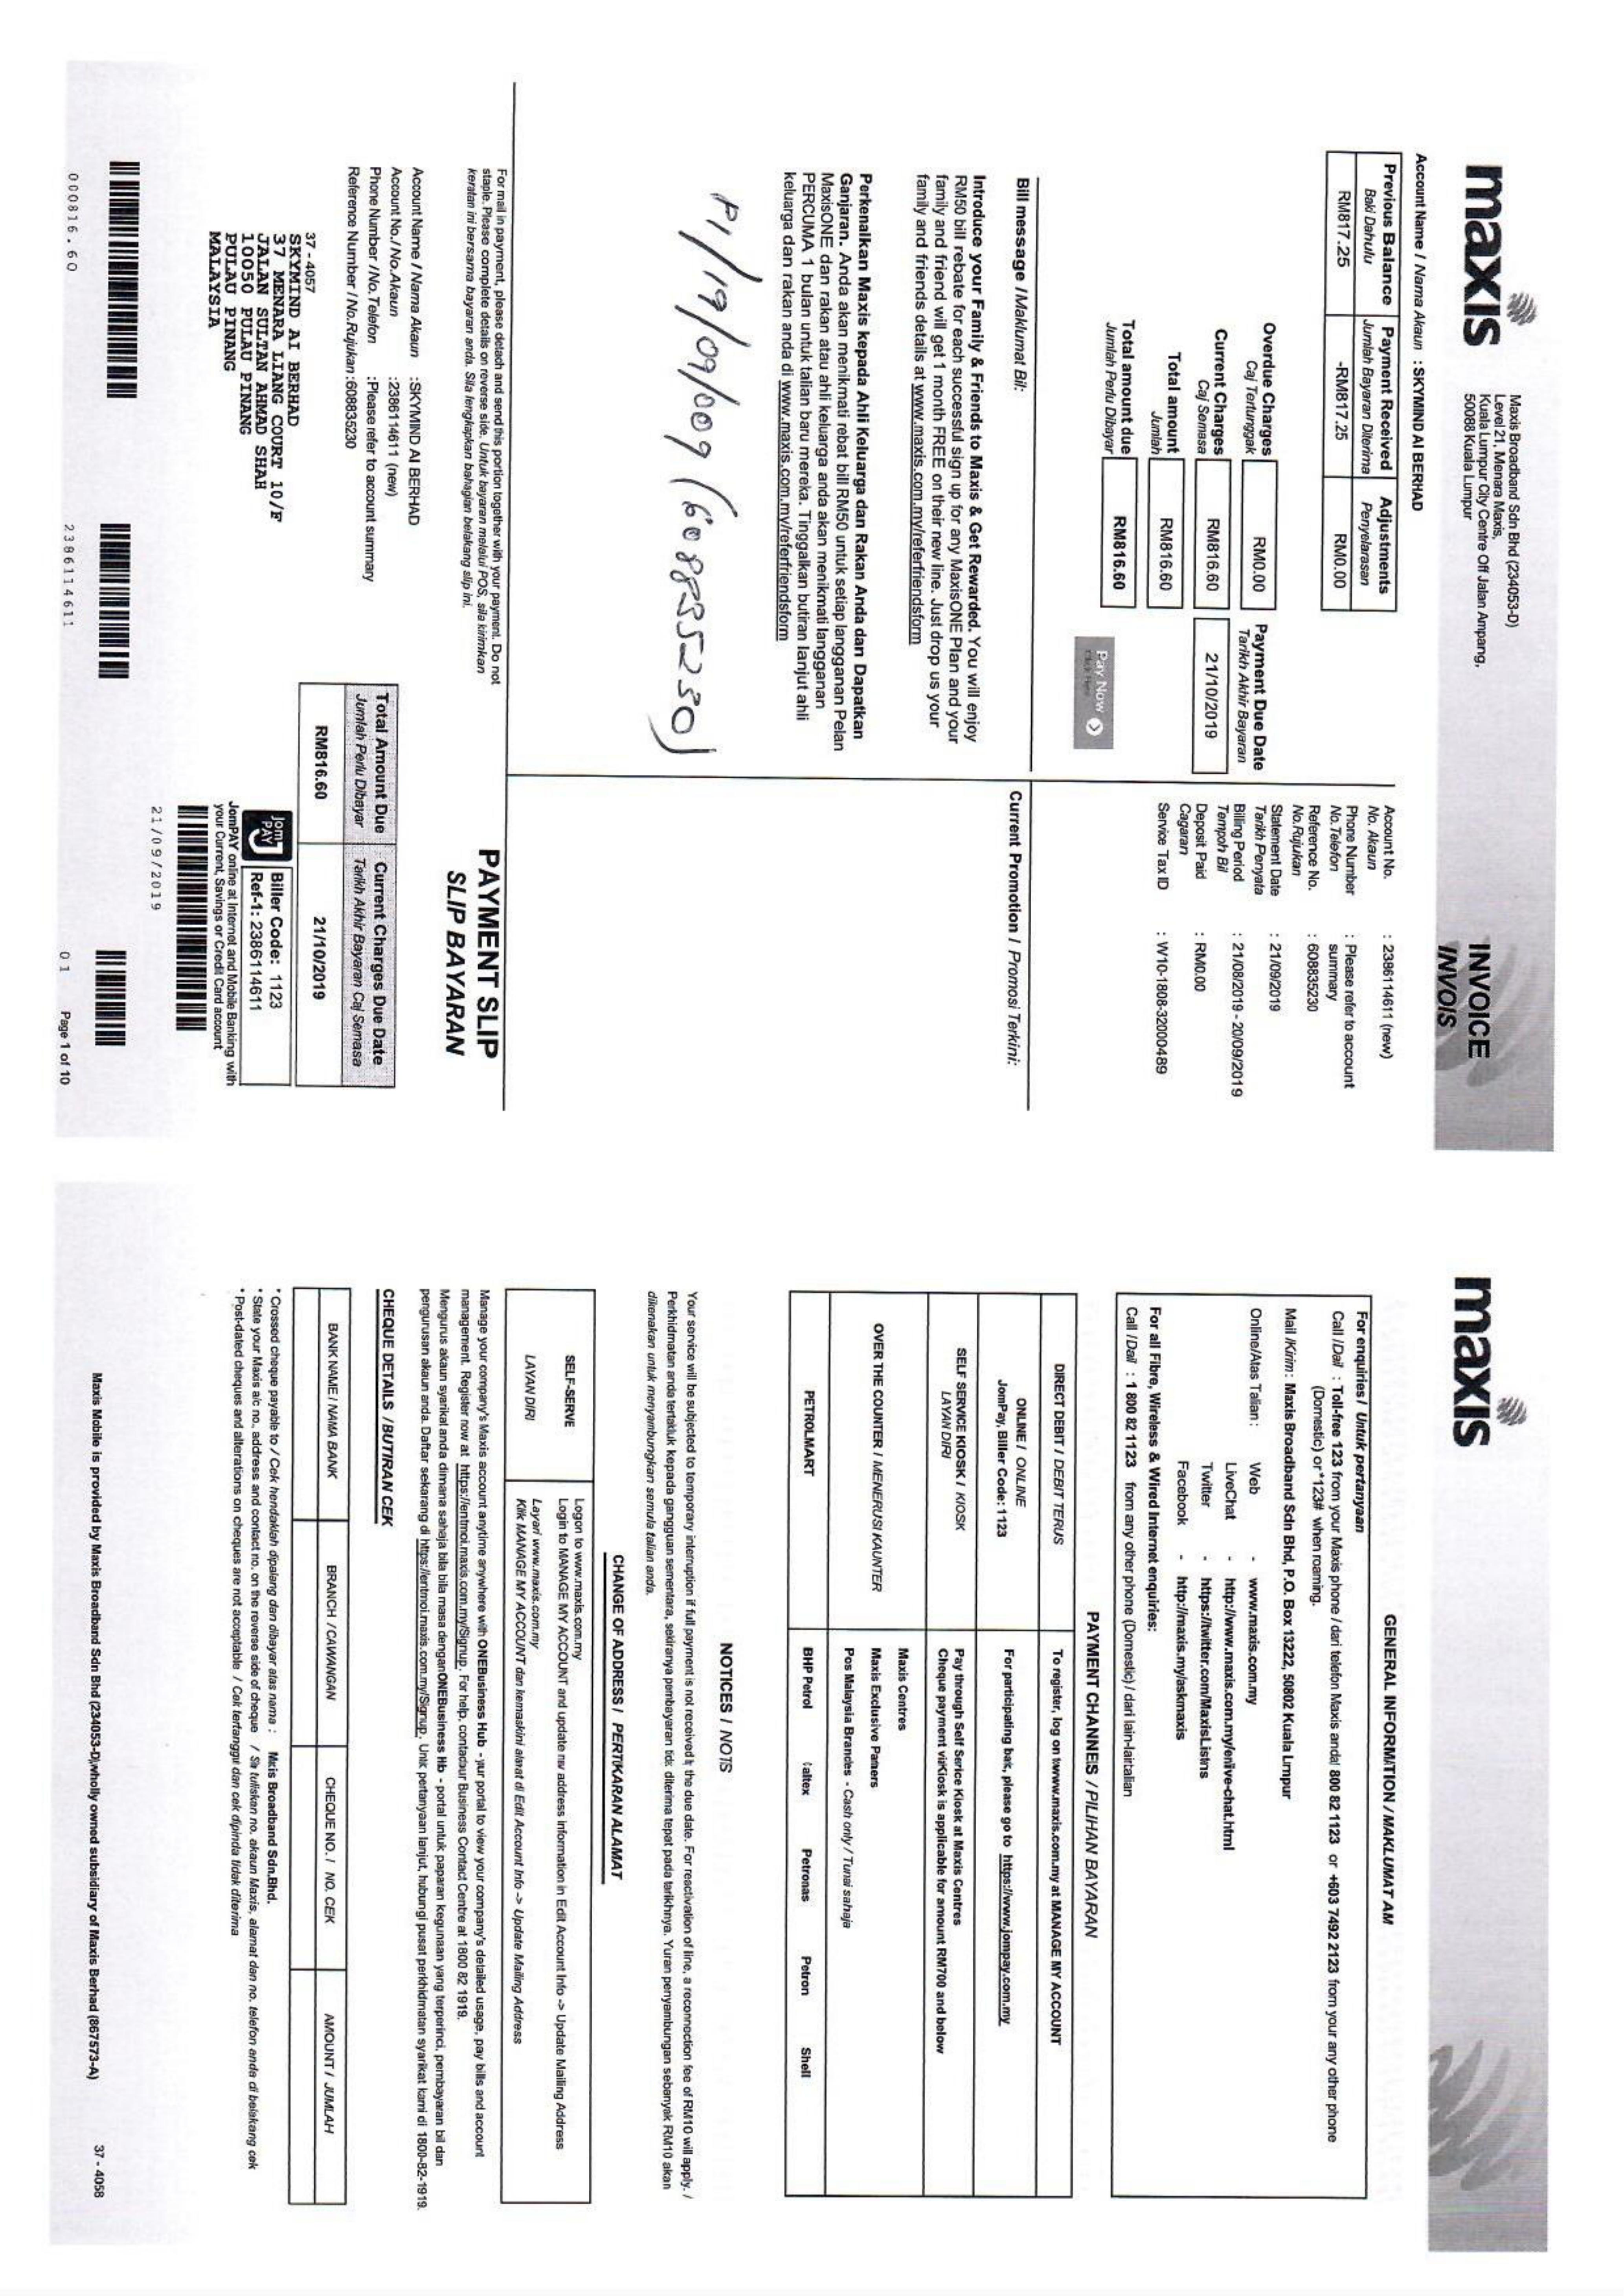 maxis
Maxis Broadband Sdn Bhd (234053-D)
Level 21, Menara Maxis,
Kuala Lumpur City Centre Off Jalan Ampang,
50088 Kuala Lumpur
INVOICE
INVOIS
Account Name / Nama Akaun : SKYMIND AI BERHAD
Previous Balance Payment Received Adjustments
Baki Dahulu Jumlah Bayaran Diterima Penyelarasan
RM817.25 -RM817.25 RM0.00
Overdue Charges RM0.00
Caj Tertunggak
Current Charges RM816.60
Caj Semasa
Total amount RM816.60
Jumlah
Total amount due RM816.60
Jumlah Perlu Dibayar
Payment Due Date
Tarikh Akhir Bayaran
21/10/2019
Pay Now
Click Here
Account No. : 2386114611 (new)
No. Akaun
Phone Number : Please refer to account
No.Telefon summary
Reference No. : 608835230
No.Rujukan
Statement Date : 21/09/2019
Tarikh Penyata
Billing Period : 21/08/2019 - 20/09/2019
Tempoh Bil
Deposit Paid : RM0.00
Cagaran
Service Tax ID : W10-1808-32000489
Bill message / Maklumat Bil:
Introduce your Family & Friends to Maxis & Get Rewarded. You will enjoy
RM50 bill rebate for each successful sign up for any MaxisONE Plan and your
family and friend will get 1 month FREE on their new line. Just drop us your
family and friends details at www.maxis.com.my/referfriendsform
Perkenalkan Maxis kepada Ahli Keluarga dan Rakan Anda dan Dapatkan
Ganjaran. Anda akan menikmati rebat bill RM50 untuk setiap langganan Pelan
MaxisONE dan rakan atau ahli keluarga anda akan menikmati langganan
PERCUMA 1 bulan untuk talian baru mereka. Tinggalkan butiran lanjut ahli
keluarga dan rakan anda di www.maxis.com.my/referfriendsform
Current Promotion / Promosi Terkini:
PI/19/09/009 (608835230)
For mail in payment, please detach and send this portion together with your payment. Do not
staple. Please complete details on reverse side. Untuk bayaran melalui POS, sila kirimkan
keratan ini bersama bayaran anda. Sila lengkapkan bahagian belakang slip ini.
PAYMENT SLIP
SLIP BAYARAN
Account Name / Nama Akaun :SKYMIND AI BERHAD
Account No./ No.Akaun :2386114611 (new)
Phone Number /No.Telefon :Please refer to account summary
Reference Number / No.Rujukan :608835230
Total Amount Due Current Charges Due Date
Jumlah Perlu Dibayar Tarikh Akhir Bayaran Caj Semasa
RM816.60 21/10/2019
37 - 4057
SKYMIND AI BERHAD
37 MENARA LIANG COURT 10/F
JALAN SULTAN AHMAD SHAH
10050 PULAU PINANG
PULAU PINANG
MALAYSIA
Jom PAY
Biller Code: 1123
Ref-1: 2386114611
JomPAY online at Internet and Mobile Banking with
your Current, Savings or Credit Card account
21/09/2019
000816.60 2386114611 01 Page 1 of 10
maxis
GENERAL INFORMITION / MAKLUMAT AM
For enquiries / Untuk pertanyaan
Call /Dail : Toll-free 123 from your Maxis phone / dari telefon Maxis anda/ 800 82 1123 or +603 7492 2123 from your any other phone
(Domestic) or *123# when roaming.
Mail /Kirim: Maxis Broadband Sdn Bhd, P.O. Box 13222, 50802 Kuala Lmpur
Online/Atas Talian : Web - www.maxis.com.my
LiveChat -
Twitter - https://twitter.com/MaxisListns
Facebook - http://maxis.my/askmaxis
For all Fibre, Wireless & Wired Internet enquiries:
Call /Dail : 1 800 82 1123 from any other phone (Domestic) / dari lain-laintalian
PAYMENT CHANNEIS / PILIHAN BAYARAN
DIRECT DEBIT / DEBIT TERUS To register, log on to www.maxis.com.my at MANAGE MY ACCOUNT
ONLINE / ONLINE
JomPay, Biller Code: 1123 For participating bak, please go to https://www.jompay.com.my
SELF SERVICE KIOSK / KIOSK LAYAN DIRI
Pay through Self Serice Kiosk at Maxis Centres
Cheque payment viaKiosk is applicable for amount RM700 and below
OVER THE COUNTER / MENERUSI KAUNTER
Maxis Centres
Maxis Exclusive Paners
Pos Malaysia Brandes - Cash only / Tunai sahaja
PETROLMART BHP Petrol Caltex Petronas Petron Shell
NOTICES / NOTIS
Your service will be subjected to temporary interruption if full payment is not received the due date. For reactivation of line, a reconnection fee of RM10 will apply. /
Perkhidmatan anda tertakluk kepada gangguan sementara, sekiranya pembayaran tidak diterima tepat pada tarikhnya. Yuran penyambungan sebanyak RM10 akan
dikenakan untuk menyambungkan semula talian anda.
CHANGE OF ADDRESS / PERTUKARAN ALAMAT
SELF-SERVE
LAYAN DIRI
Logon to www.maxis.com.my
Login to MANAGE MY ACCOUNT and update new address information in Edit Account Info -> Update Mailing Address
Layari www.maxis.com.my
Klik MANAGE MY ACCOUNT dan kemaskini alamat di Edit Account Info -> Update Mailing Address
Manage your company's Maxis account anytime anywhere with ONEBusiness Hub - your portal to view your company's detailed usage, pay bills and account
management. Register now at https://entmoi.maxis.com.my/Signup. For help, contact our Business Contact Centre at 1800 82 1919.
Mengurus akaun syarikat anda dimana sahaja bila bila masa dengan ONEBusiness Hb - portal untuk paparan kegunaan yang terperinci, pembayaran bil dan
pengurusan akaun anda. Daftar sekarang di https://entmoi.maxis.com.my/Signup. Untk pertanyaan lanjut, hubungi pusat perkhidmatan syarikat kami di 1800-82-1919.
CHEQUE DETAILS / BUTIRAN CEK
BANK NAME / NAMA BANK BRANCH / CAWANGAN CHEQUE NO. / NO. CEK AMOUNT / JUMLAH
* Crossed cheque payable to / Cek hendaklah dipalang dan dibayar atas nama : Mxis Broadband Sdn.Bhd.
* State your Maxis a/c no. address and contact no. on the reverse side of cheque / Sila tuliskan no. akaun Maxis, alamat dan no. telefon anda di belakang cek
* Post-dated cheques and alterations on cheques are not acceptable / Cek tertangguh dan cek dipinda tidak diterima
Maxis Mobile is provided by Maxis Broadband Sdn Bhd (234053-D), wholly owned subsidiary of Maxis Berhad (867573-A)
37 - 4058